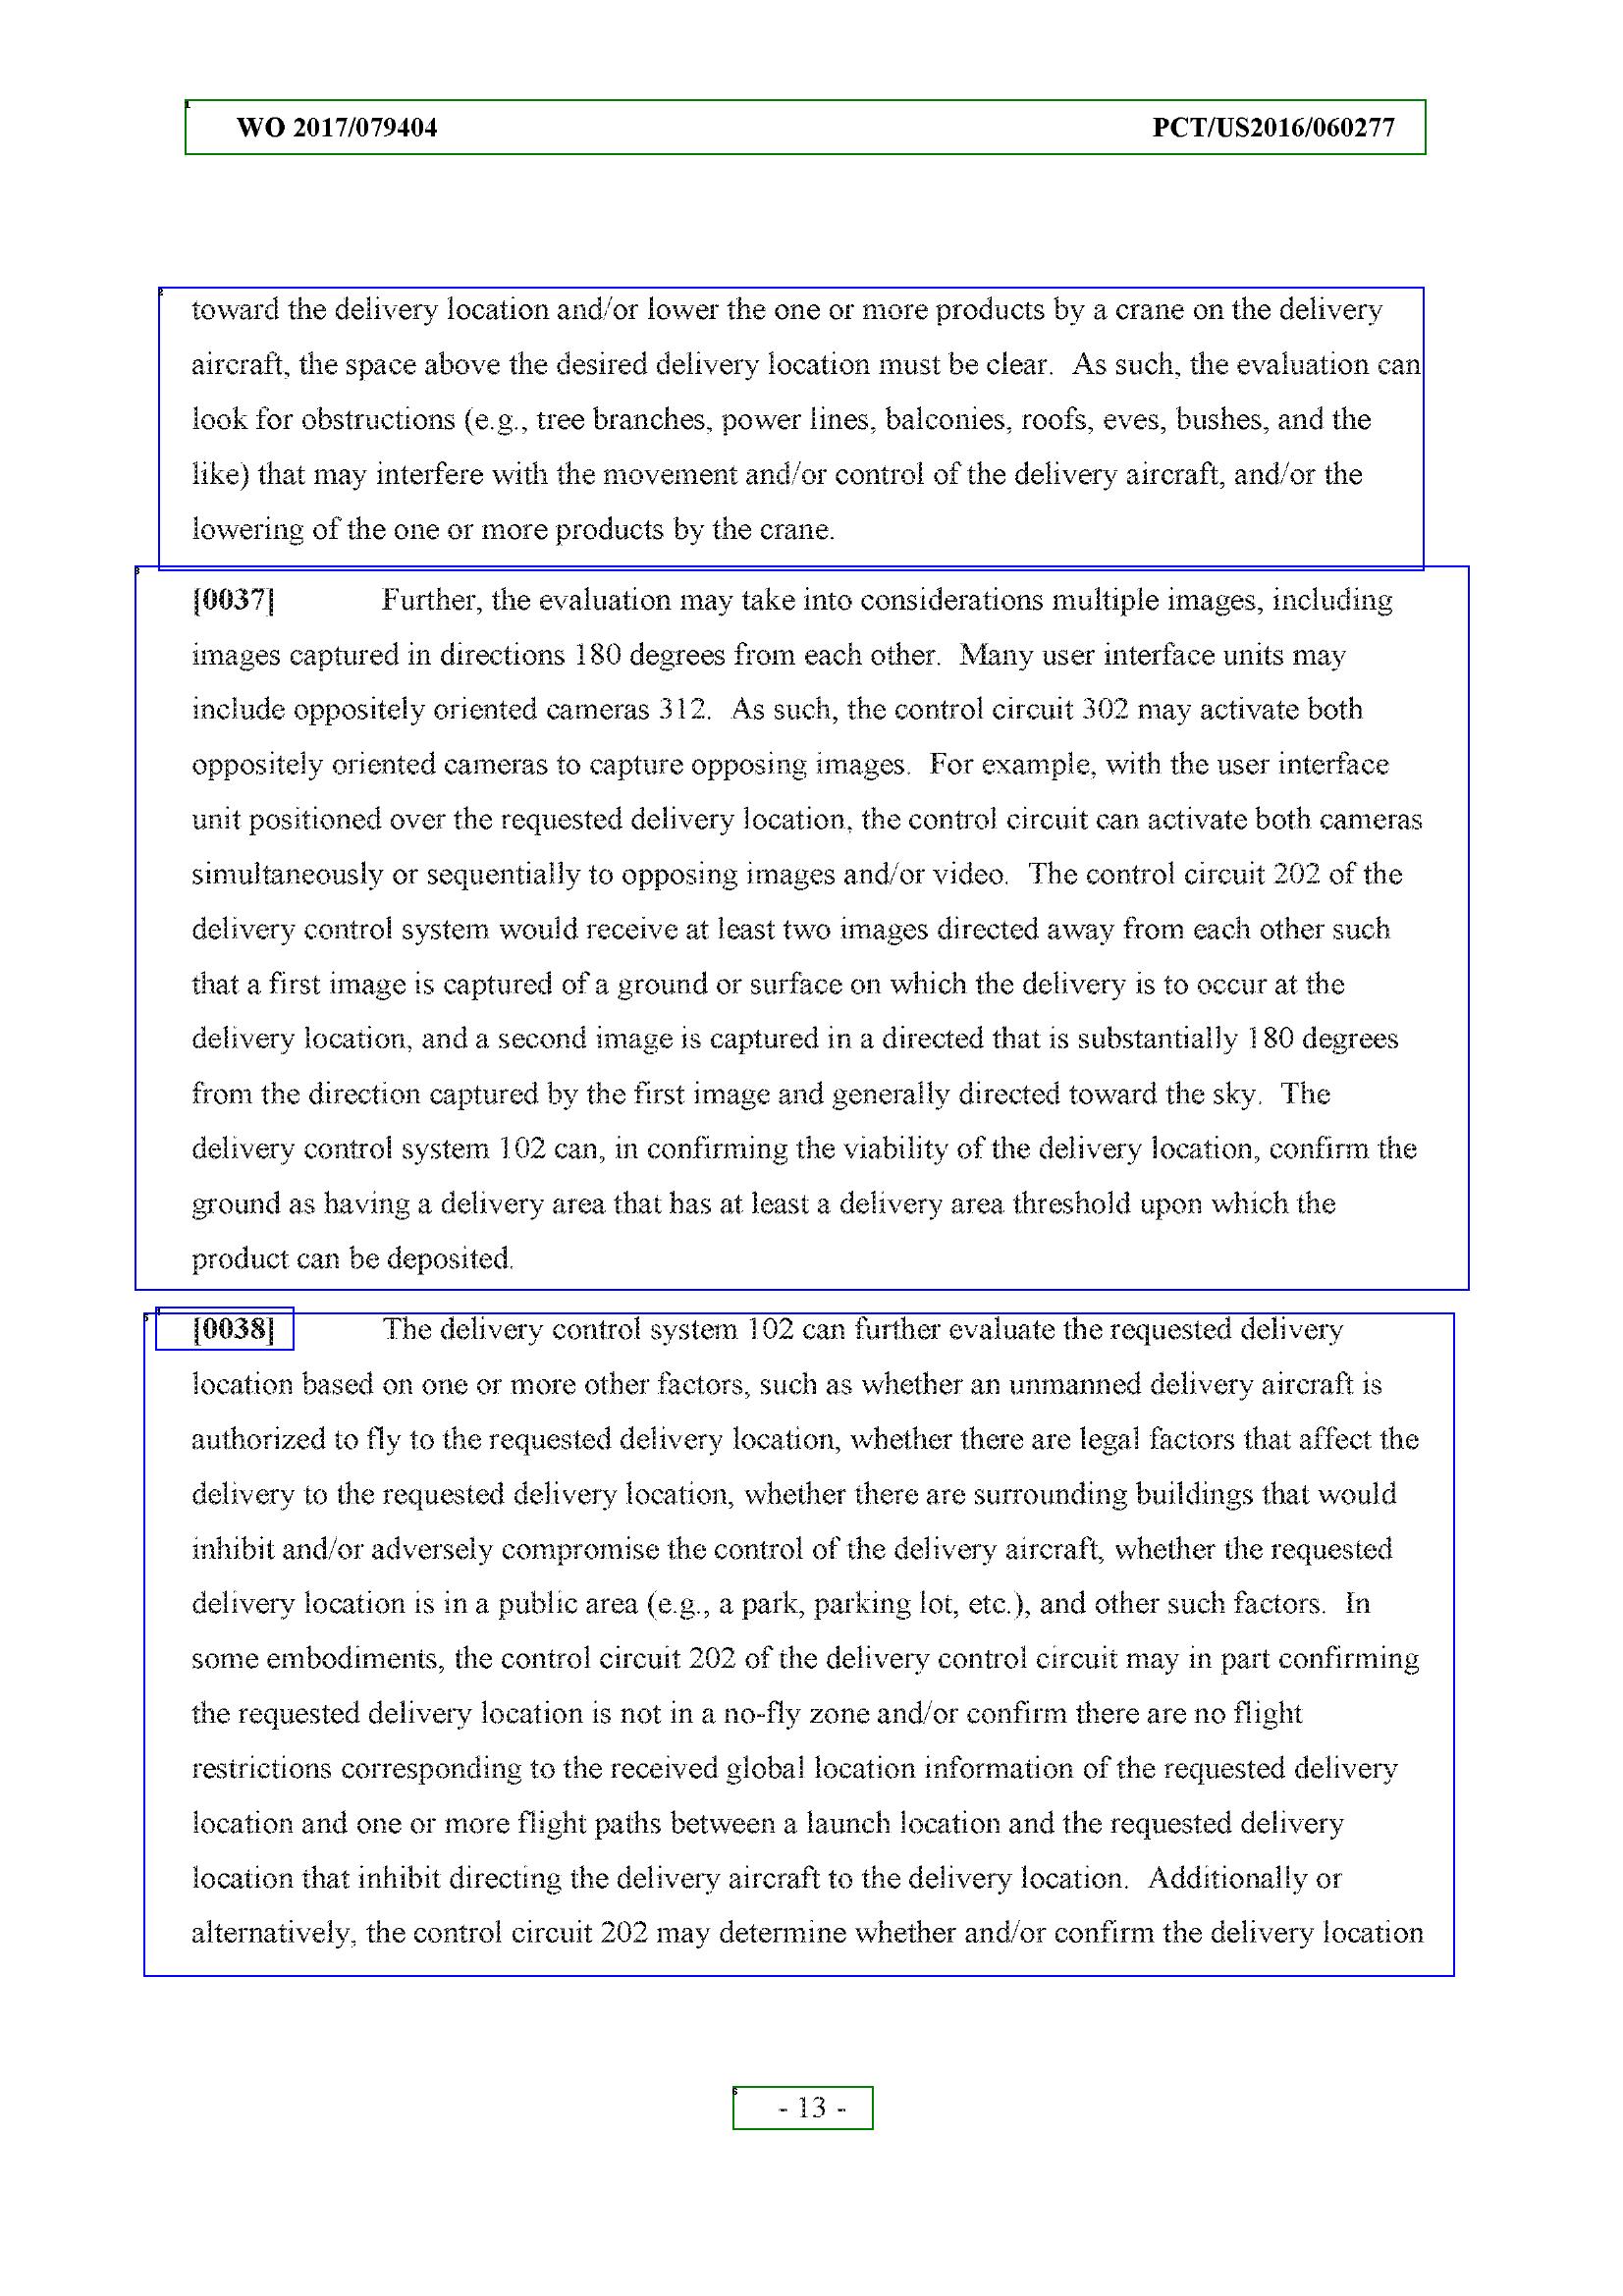 WO 2017/079404 PCT/US2016/060277
toward the delivery location and/or lower the one or more products by a crane on the delivery
aircraft, the space above the desired delivery location must be clear. As such, the evaluation can
look for obstructions (e.g., tree branches, power lines, balconies, roofs, eves, bushes, and the
like) that may interfere with the movement and/or control of the delivery aircraft, and/or the
lowering of the one or more products by the crane.
[0037] Further, the evaluation may take into considerations multiple images, including
images captured in directions 180 degrees from each other. Many user interface units may
include oppositely oriented cameras 312. As such, the control circuit 302 may activate both
oppositely oriented cameras to capture opposing images. For example, with the user interface
unit positioned over the requested delivery location, the control circuit can activate both cameras
simultaneously or sequentially to opposing images and/or video. The control circuit 202 of the
delivery control system would receive at least two images directed away from each other such
that a first image is captured of a ground or surface on which the delivery is to occur at the
delivery location, and a second image is captured in a directed that is substantially 180 degrees
from the direction captured by the first image and generally directed toward the sky. The
delivery control system 102 can, in confirming the viability of the delivery location, confirm the
ground as having a delivery area that has at least a delivery area threshold upon which the
product can be deposited.
[0038] The delivery control system 102 can further evaluate the requested delivery
location based on one or more other factors, such as whether an unmanned delivery aircraft is
authorized to fly to the requested delivery location, whether there are legal factors that affect the
delivery to the requested delivery location, whether there are surrounding buildings that would
inhibit and/or adversely compromise the control of the delivery aircraft, whether the requested
delivery location is in a public area (e.g., a park, parking lot, etc.), and other such factors. In
some embodiments, the control circuit 202 of the delivery control circuit may in part confirming
the requested delivery location is not in a no-fly zone and/or confirm there are no flight
restrictions corresponding to the received global location information of the requested delivery
location and one or more flight paths between a launch location and the requested delivery
location that inhibit directing the delivery aircraft to the delivery location. Additionally or
alternatively, the control circuit 202 may determine whether and/or confirm the delivery location
- 13 -